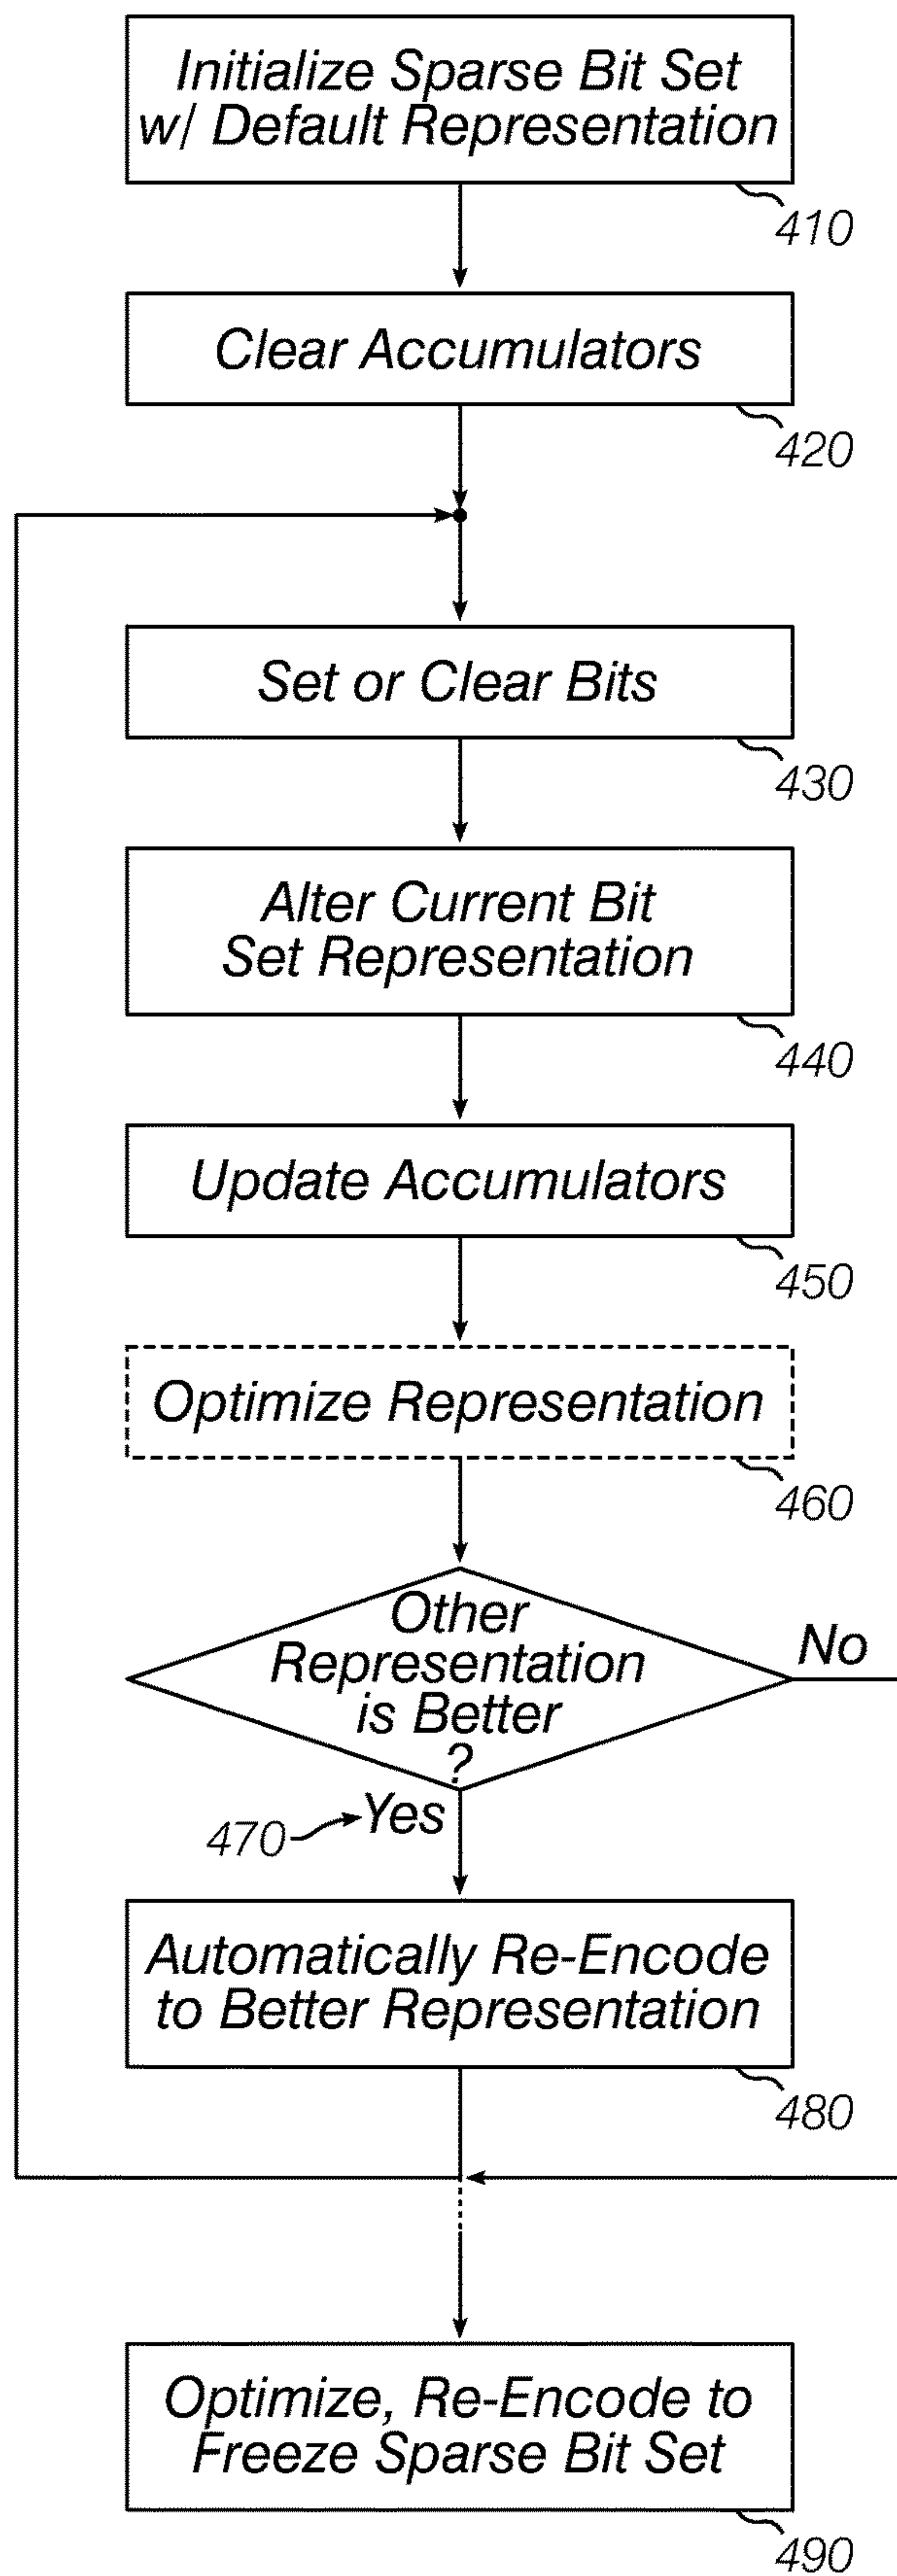 Initialize Sparse Bit Set
w/ Default Representation
410
Clear Accumulators
420
Set or Clear Bits
430
Alter Current Bit
Set Representation
440
Update Accumulators
450
Optimize Representation
460
Other
Representation
is Better
?
No
470
Yes
Automatically Re-Encode
to Better Representation
480
Optimize, Re-Encode to
Freeze Sparse Bit Set
490